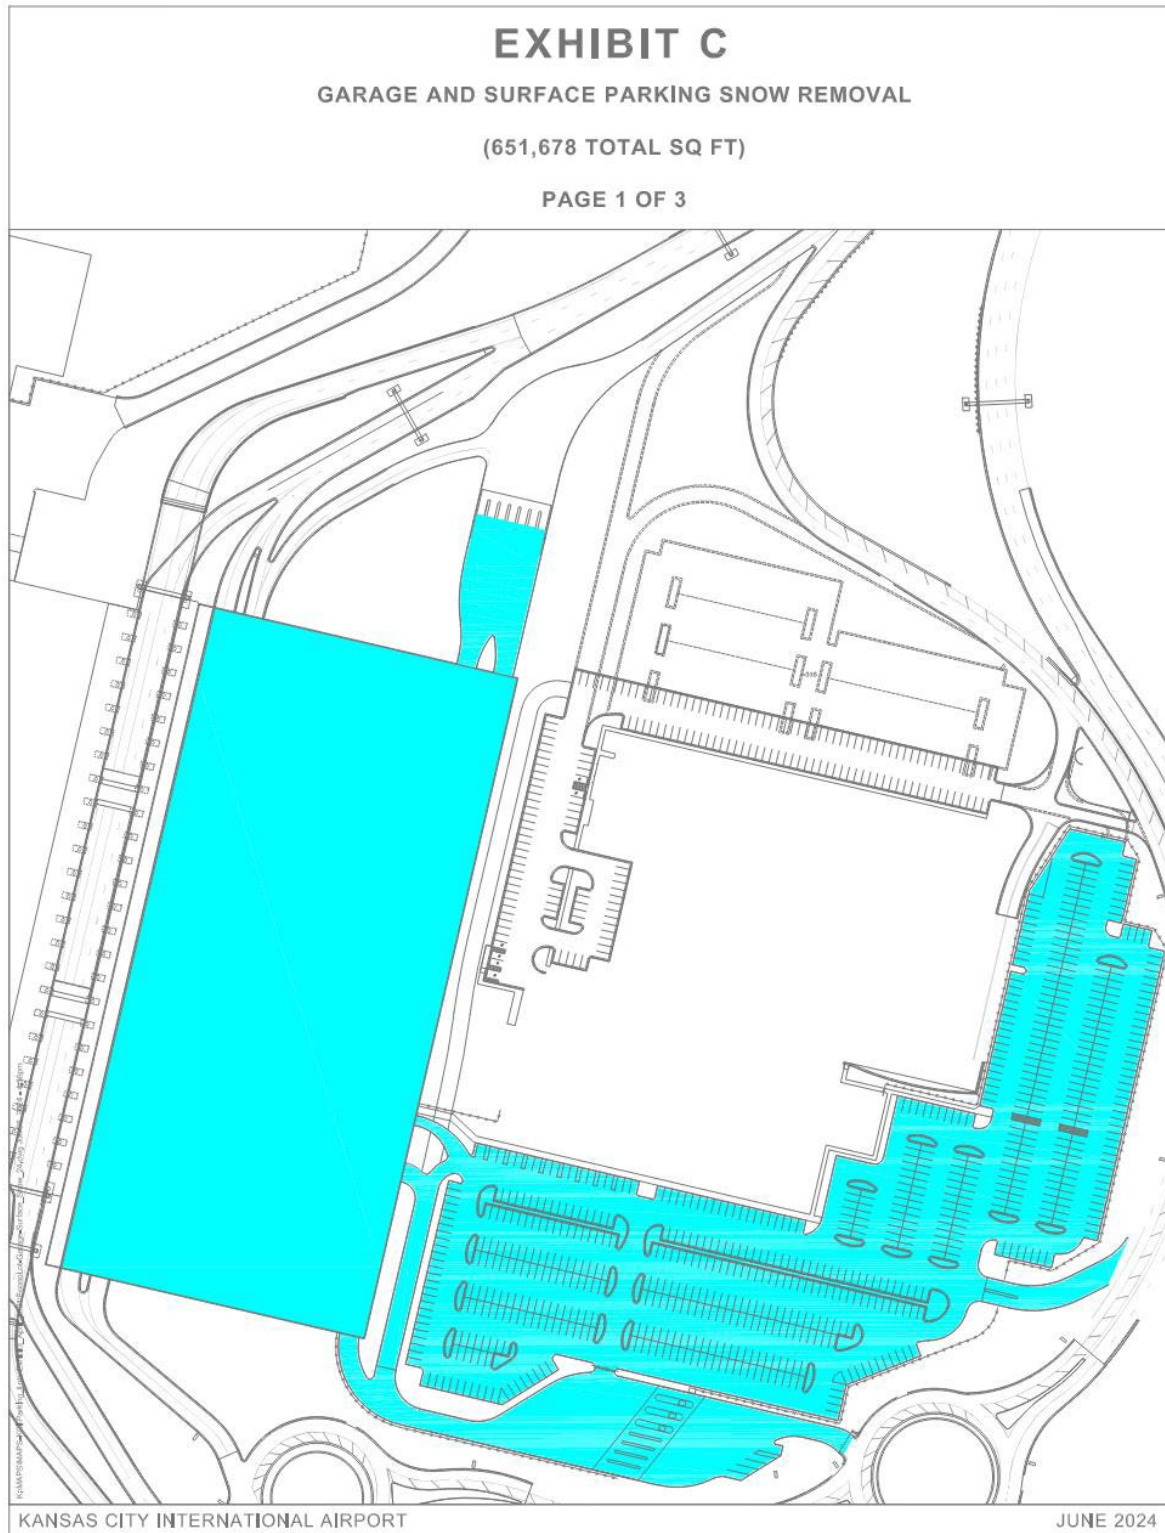 EXHIBIT C
GARAGE AND SURFACE PARKING SNOW REMOVAL
(651,678 TOTAL SQ FT)
PAGE 1 OF 3
KANSAS CITY INTERNATIONAL AIRPORT
JUNE 2024